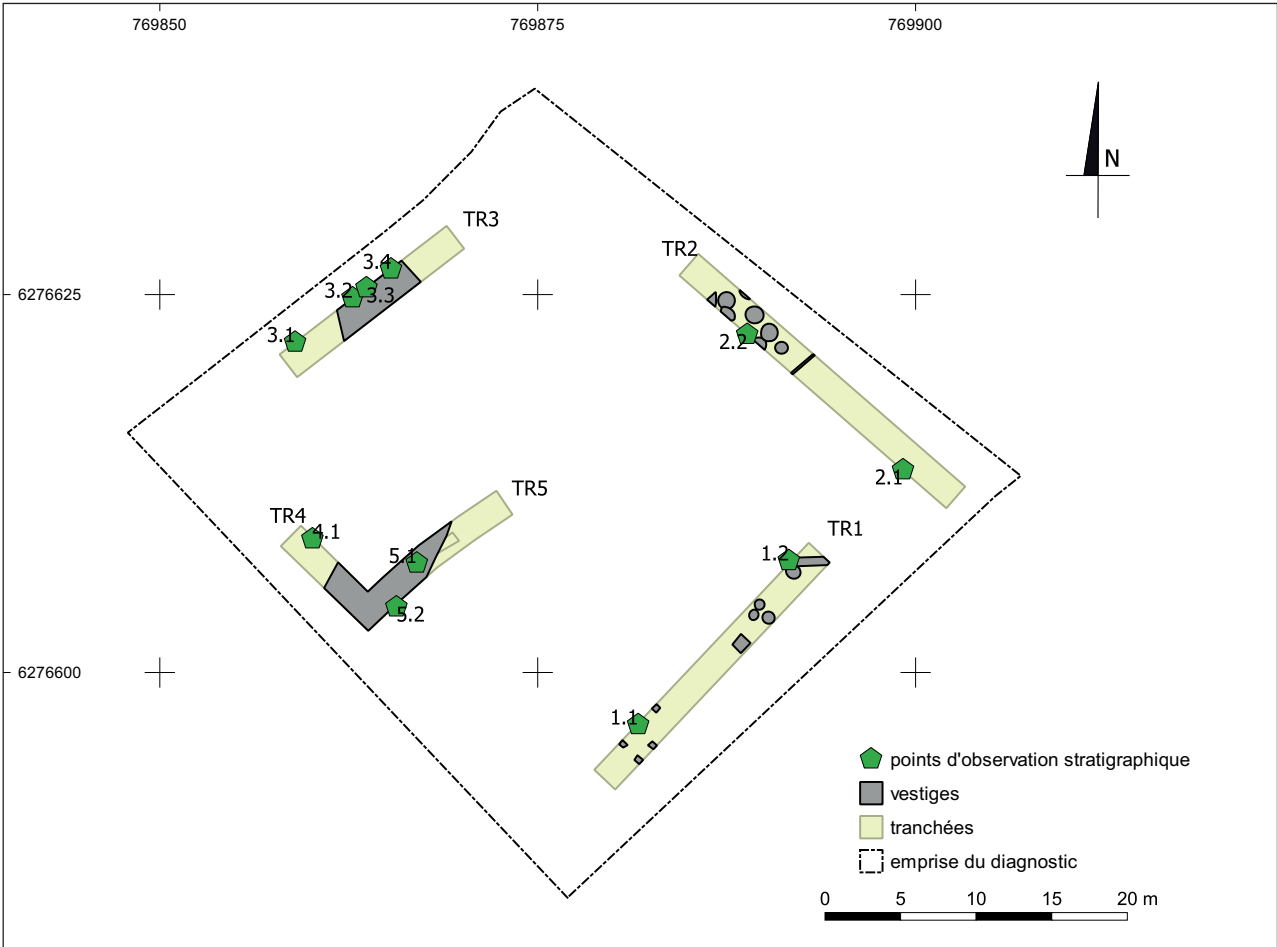 769850 769875 769900
N
TR3
TR2
3.4
6276625
3.2 3.3
3.1
2.2
2.1
TR5
TR4
4.1
TR1
5.1
1.2
5.2
6276600
1.1
points d'observation stratigraphique
vestiges
tranchées
emprise du diagnostic
0 5 10 15 20 m